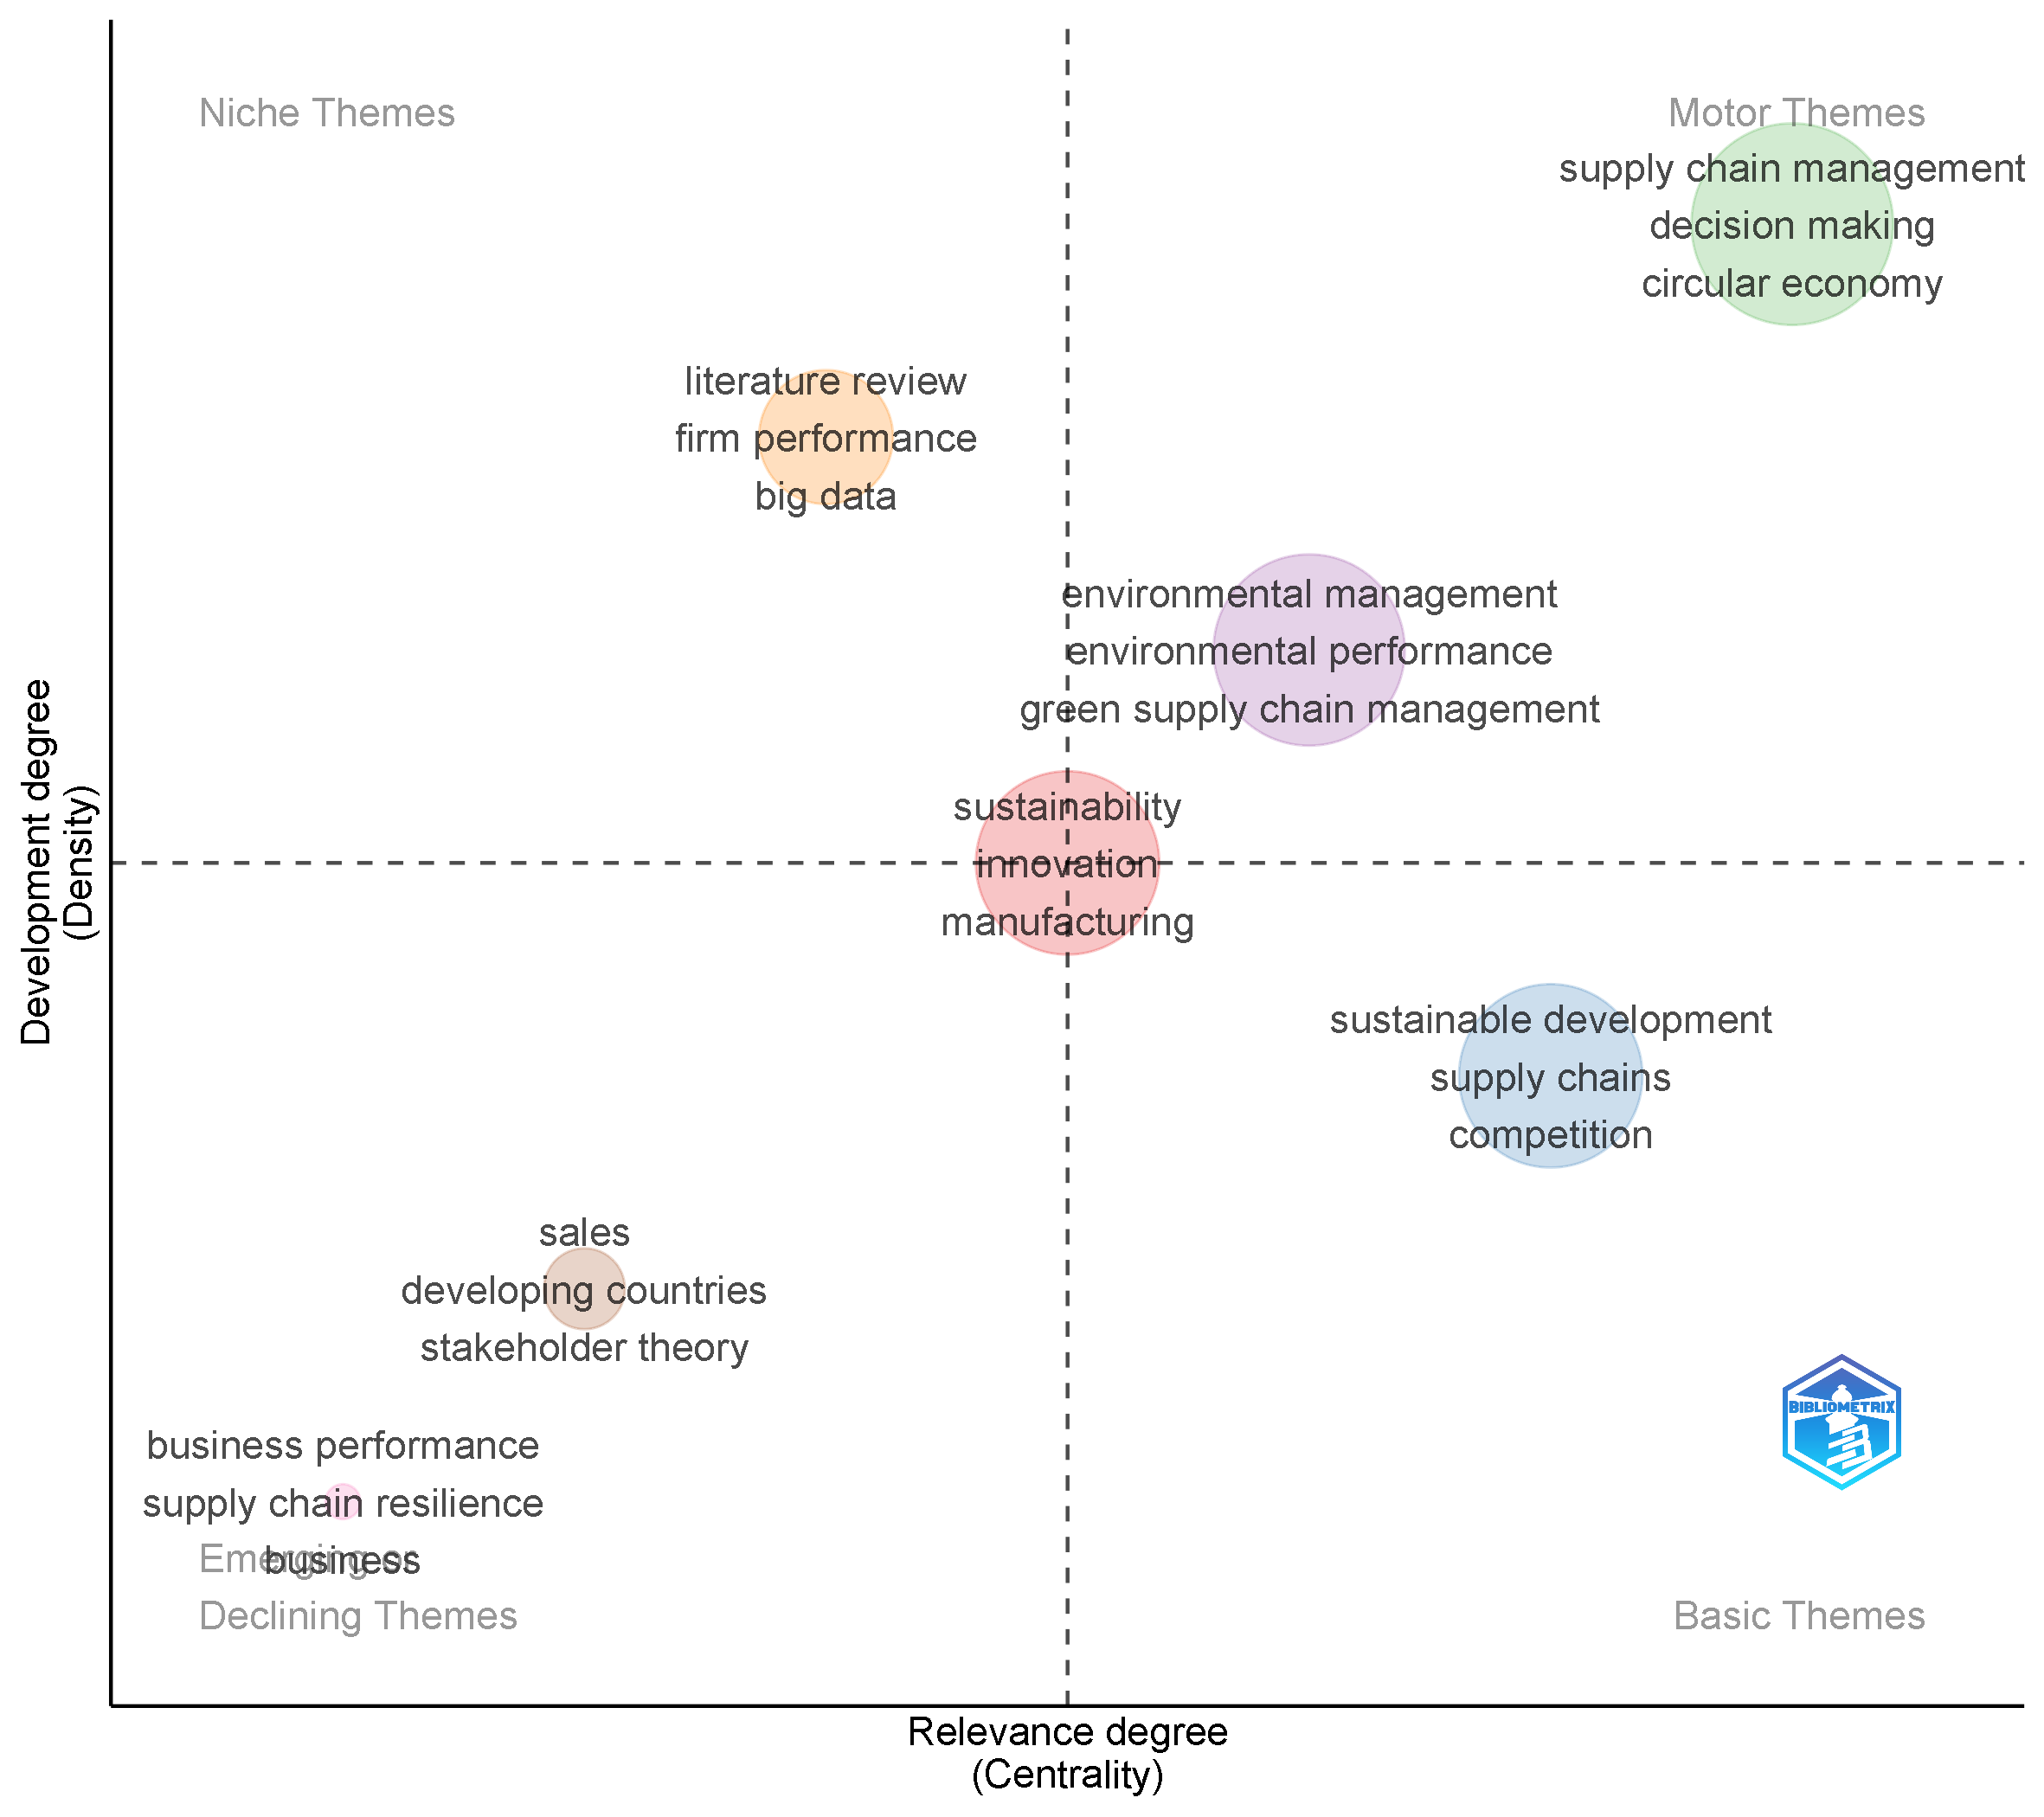 Niche Themes
Motor Themes
supply chain management
decision making
circular economy
literature review
firm performance
big data
environmental management
environmental performance
green supply chain management
sustainability
innovation
manufacturing
sustainable development
supply chains
competition
sales
developing countries
stakeholder theory
business performance
supply chain resilience
business
Emerging or
Declining Themes
BIBLIOMETRIX
Basic Themes
Development degree
(Density)
Relevance degree
(Centrality)